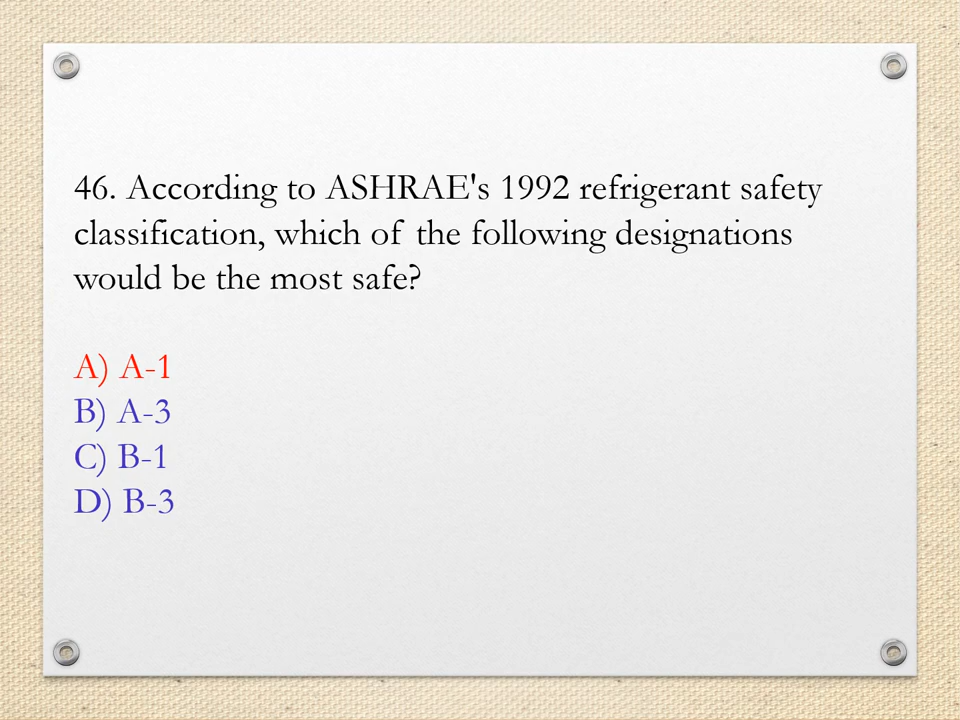 46. According to ASHRAE's 1992 refrigerant safety
classification, which of the following designations
would be the most safe?
A) A-1
B) A-3
C) B-1
D) B-3